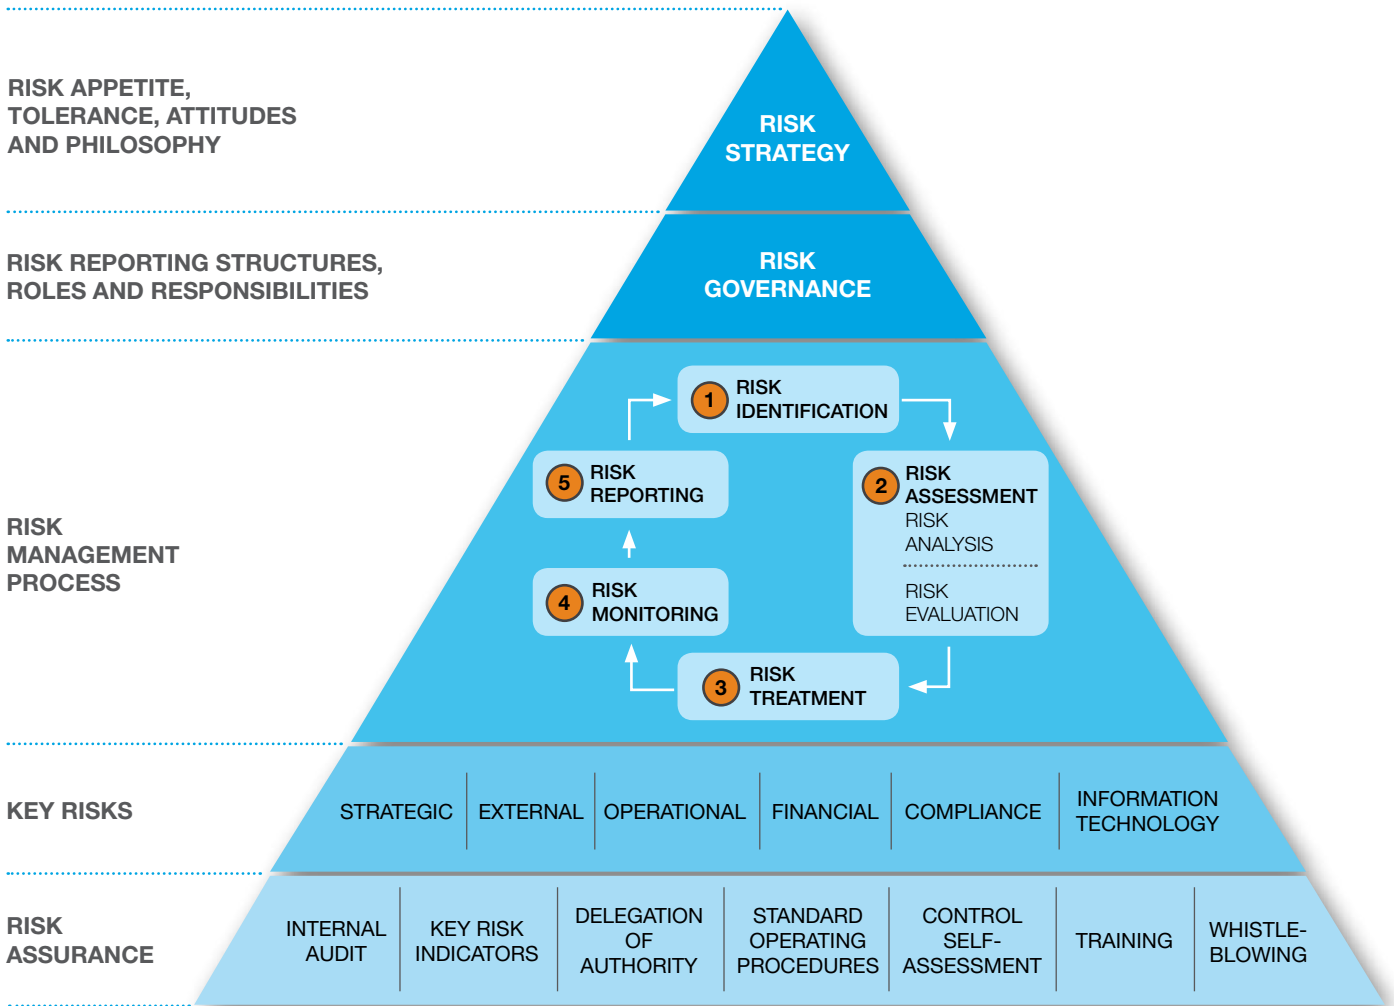 RISK APPETITE,
TOLERANCE, ATTITUDES
AND PHILOSOPHY
RISK
STRATEGY
RISK REPORTING STRUCTURES,
ROLES AND RESPONSIBILITIES
RISK
GOVERNANCE
RISK
MANAGEMENT
PROCESS
1
RISK
IDENTIFICATION
2
RISK
ASSESSMENT
RISK
ANALYSIS
RISK
EVALUATION
3
RISK
TREATMENT
4
RISK
MONITORING
5
RISK
REPORTING
KEY RISKS
STRATEGIC
EXTERNAL
OPERATIONAL
FINANCIAL
COMPLIANCE
INFORMATION
TECHNOLOGY
RISK
ASSURANCE
INTERNAL
AUDIT
KEY RISK
INDICATORS
DELEGATION
OF
AUTHORITY
STANDARD
OPERATING
PROCEDURES
CONTROL
SELF-
ASSESSMENT
TRAINING
WHISTLE-
BLOWING